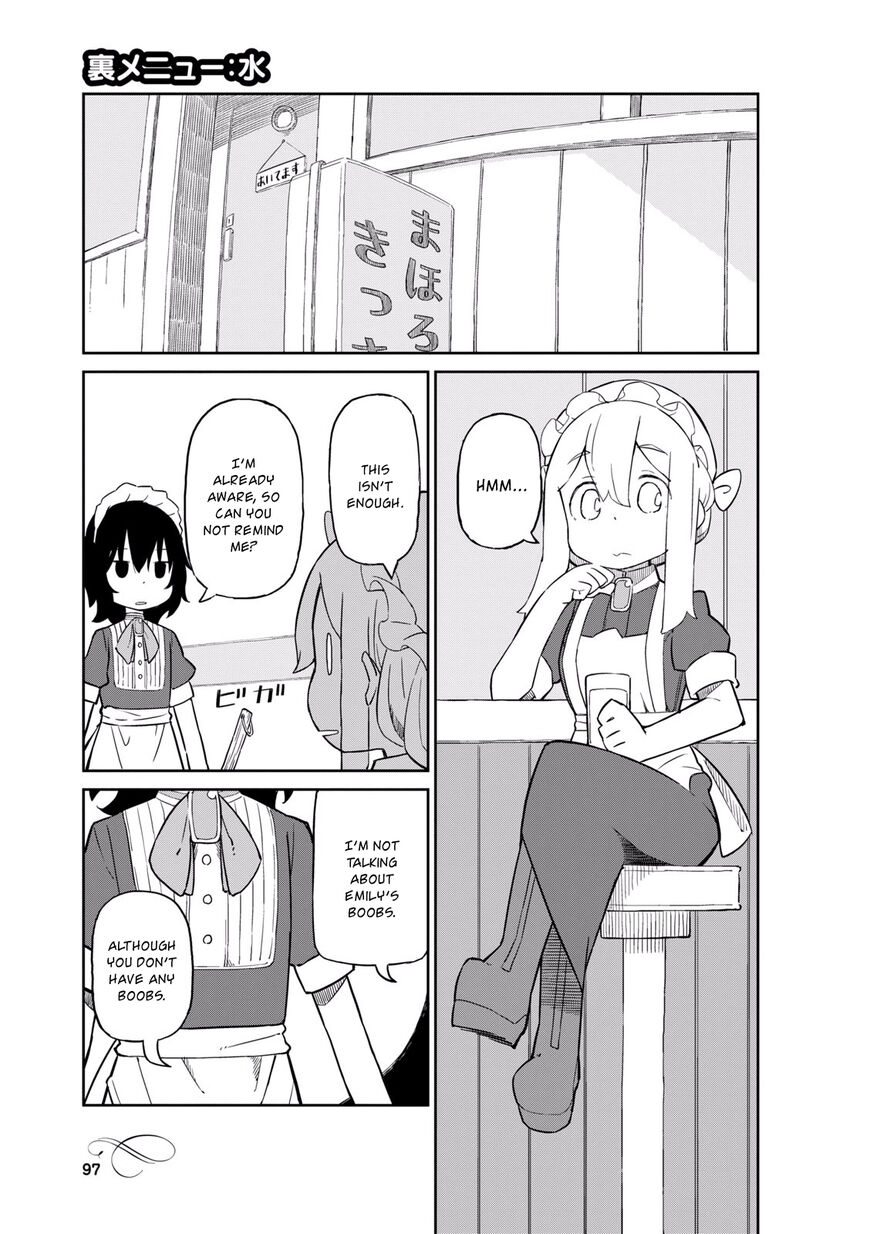 裏メニュー:水
あいてます
まほろ
きっさ
HMM...
THIS
ISN'T
ENOUGH.
I'M
ALREADY
AWARE, SO
CAN YOU
NOT REMIND
ME?
ビガ
I'M NOT
TALKING
ABOUT
EMILY'S
BOOBS.
ALTHOUGH
YOU DON'T
HAVE ANY
BOOBS.
97